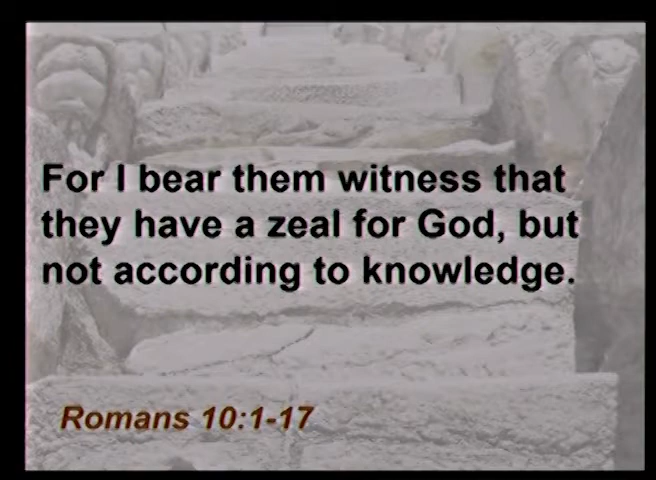 For I bear them witness that
they have a zeal for God, but
not according to knowledge.
Romans 10:1-17